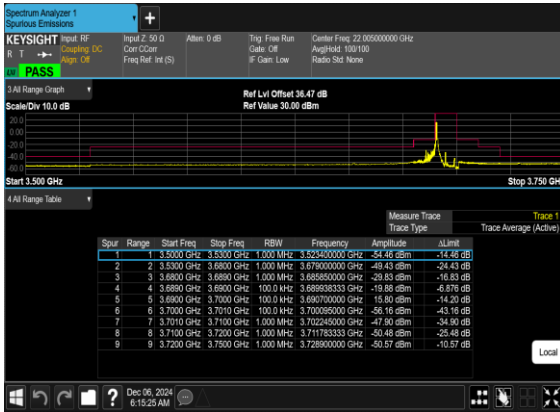 Spectrum Analyzer 1
Spurious Emissions
+
KEYSIGHT Input: RF Input Z: 50 Ω Atten: 0 dB Trig: Free Run Center Freq: 22.005000000 GHz
R T Coupling: DC Corr CCorr Gate: Off Avg|Hold: 100/100
Align: Off Freq Ref: Int (S) IF Gain: Low Radio Std: None
PASS
3 All Range Graph Ref Lvl Offset 36.47 dB
Scale/Div 10.0 dB Ref Value 30.00 dBm
20.0
0.00
-20.0
-40.0
-60.0
Start 3.500 GHz Stop 3.750 GH
4 All Range Table
Measure Trace Trace 1
Trace Type Trace Average (Active)
Spur Range Start Freq Stop Freq RBW Frequency Amplitude ΔLimit
1 1 3.5000 GHz 3.5300 GHz 1.000 MHz 3.523400000 GHz -54.46 dBm -14.46 dB
2 2 3.5300 GHz 3.6800 GHz 1.000 MHz 3.679000000 GHz -49.43 dBm -24.43 dB
3 3 3.6800 GHz 3.6890 GHz 1.000 MHz 3.685850000 GHz -29.83 dBm -16.83 dB
4 4 3.6890 GHz 3.6900 GHz 100.0 kHz 3.689938333 GHz -19.88 dBm -6.876 dB
5 5 3.6900 GHz 3.7000 GHz 100.0 kHz 3.690700000 GHz 15.80 dBm -14.20 dB
6 6 3.7000 GHz 3.7010 GHz 100.0 kHz 3.700095000 GHz -56.16 dBm -43.16 dB
7 7 3.7010 GHz 3.7100 GHz 1.000 MHz 3.702245000 GHz -47.90 dBm -34.90 dB
8 8 3.7100 GHz 3.7200 GHz 1.000 MHz 3.711783333 GHz -50.48 dBm -25.48 dB
9 9 3.7200 GHz 3.7500 GHz 1.000 MHz 3.728900000 GHz -50.57 dBm -10.57 dB
Local
? Dec 06, 2024
6:15:25 AM